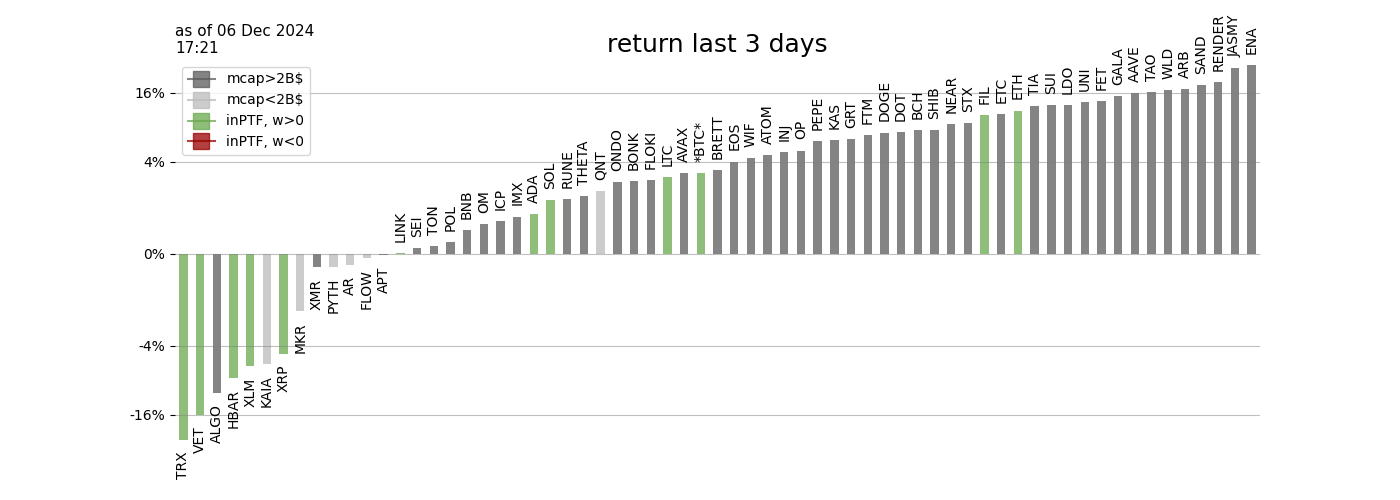 as of 06 Dec 2024
17:21
return last 3 days
mcap>2B$
mcap<2B$
inPTF, w>0
inPTF, w<0
16%
4%
0%
-4%
-16%
TRX
VET
ALGO
HBAR
XLM
KAIA
XRP
MKR
XMR
PYTH
AR
FLOW
APT
LINK
SEI
TON
POL
BNB
OM
ICP
IMX
ADA
SOL
RUNE
THETA
QNT
ONDO
BONK
FLOKI
LTC
AVAX
*BTC*
BRETT
EOS
WIF
ATOM
INJ
OP
PEPE
KAS
GRT
FTM
DOGE
DOT
BCH
SHIB
NEAR
STX
FIL
ETC
ETH
TIA
SUI
LDO
UNI
FET
GALA
AAVE
TAO
WLD
ARB
SAND
RENDER
JASMY
ENA